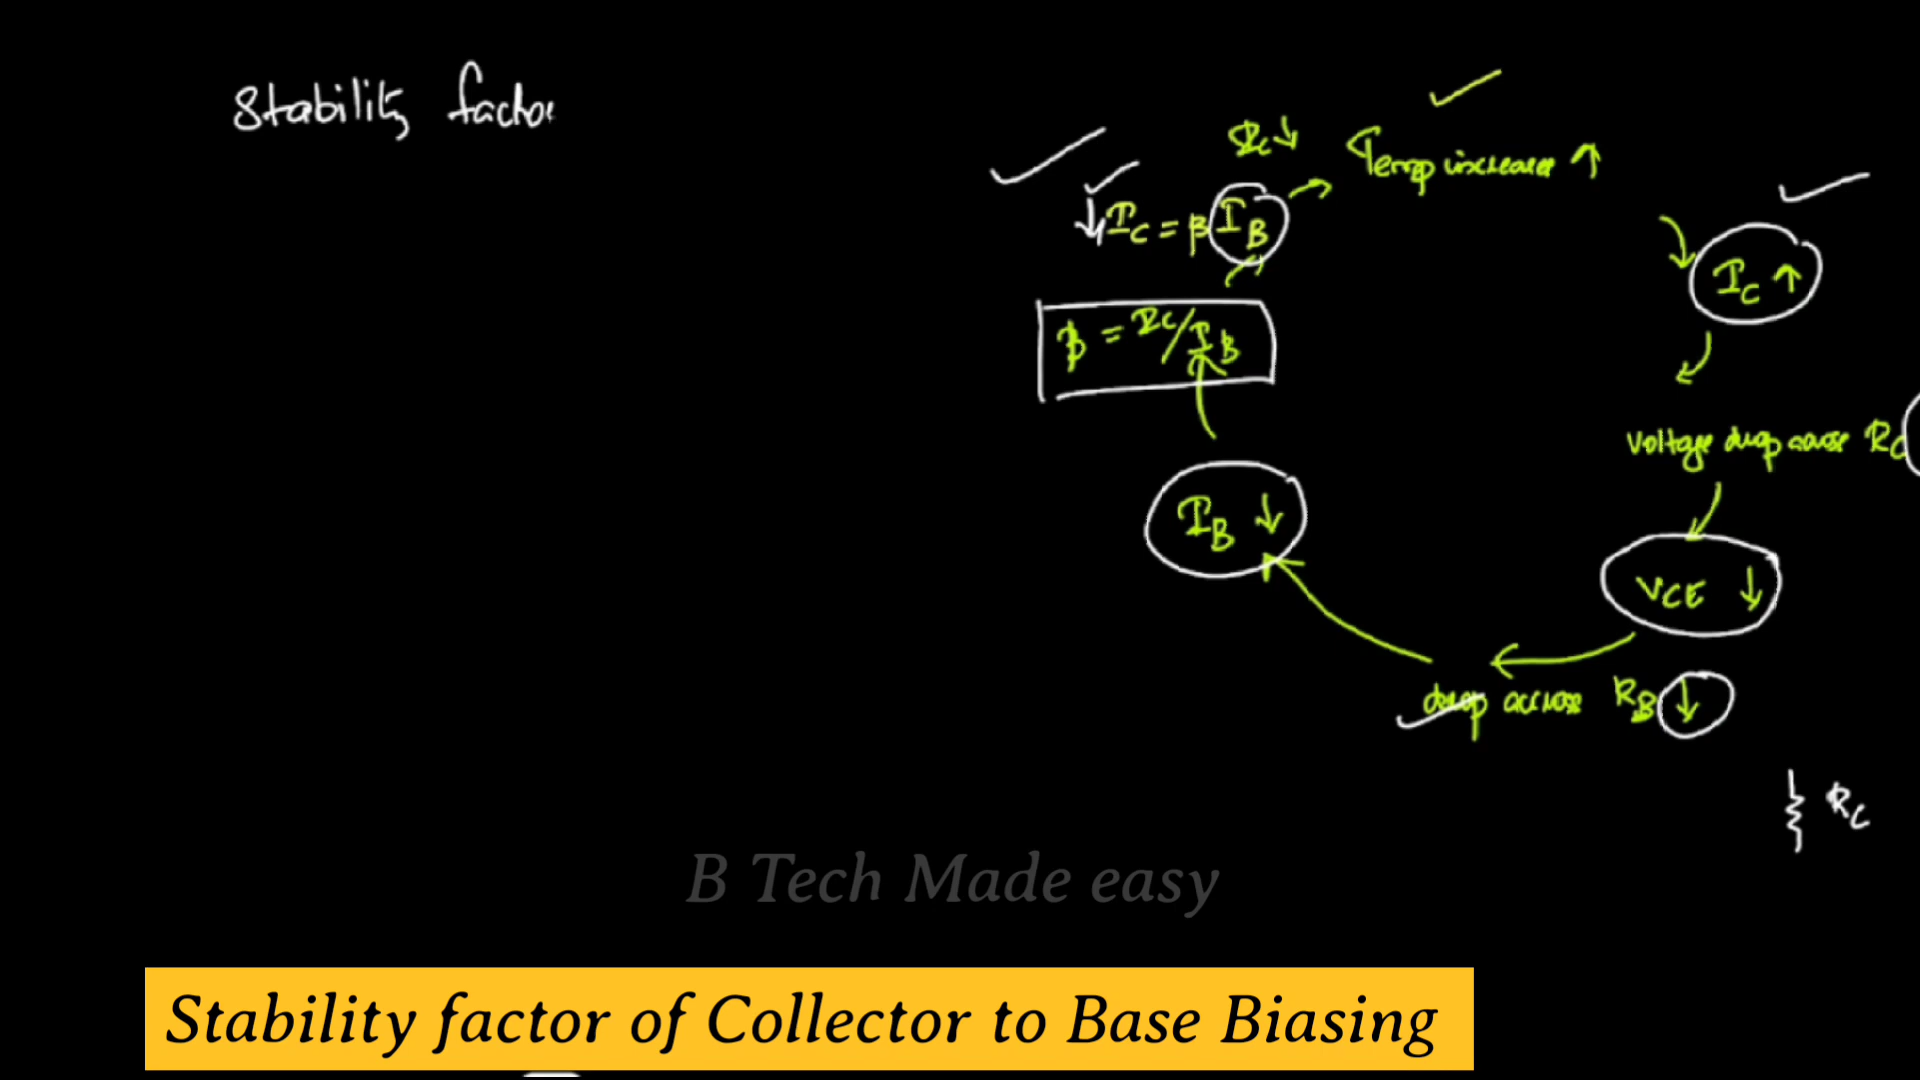 Stability factor
Ic↓ Temp increase ↑
↓IC = βIB
IC ↑
β = IC/IB
Voltage drop across RC
IB ↓
VCE ↓
drop across RB ↓
RC
B Tech Made easy
Stability factor of Collector to Base Biasing